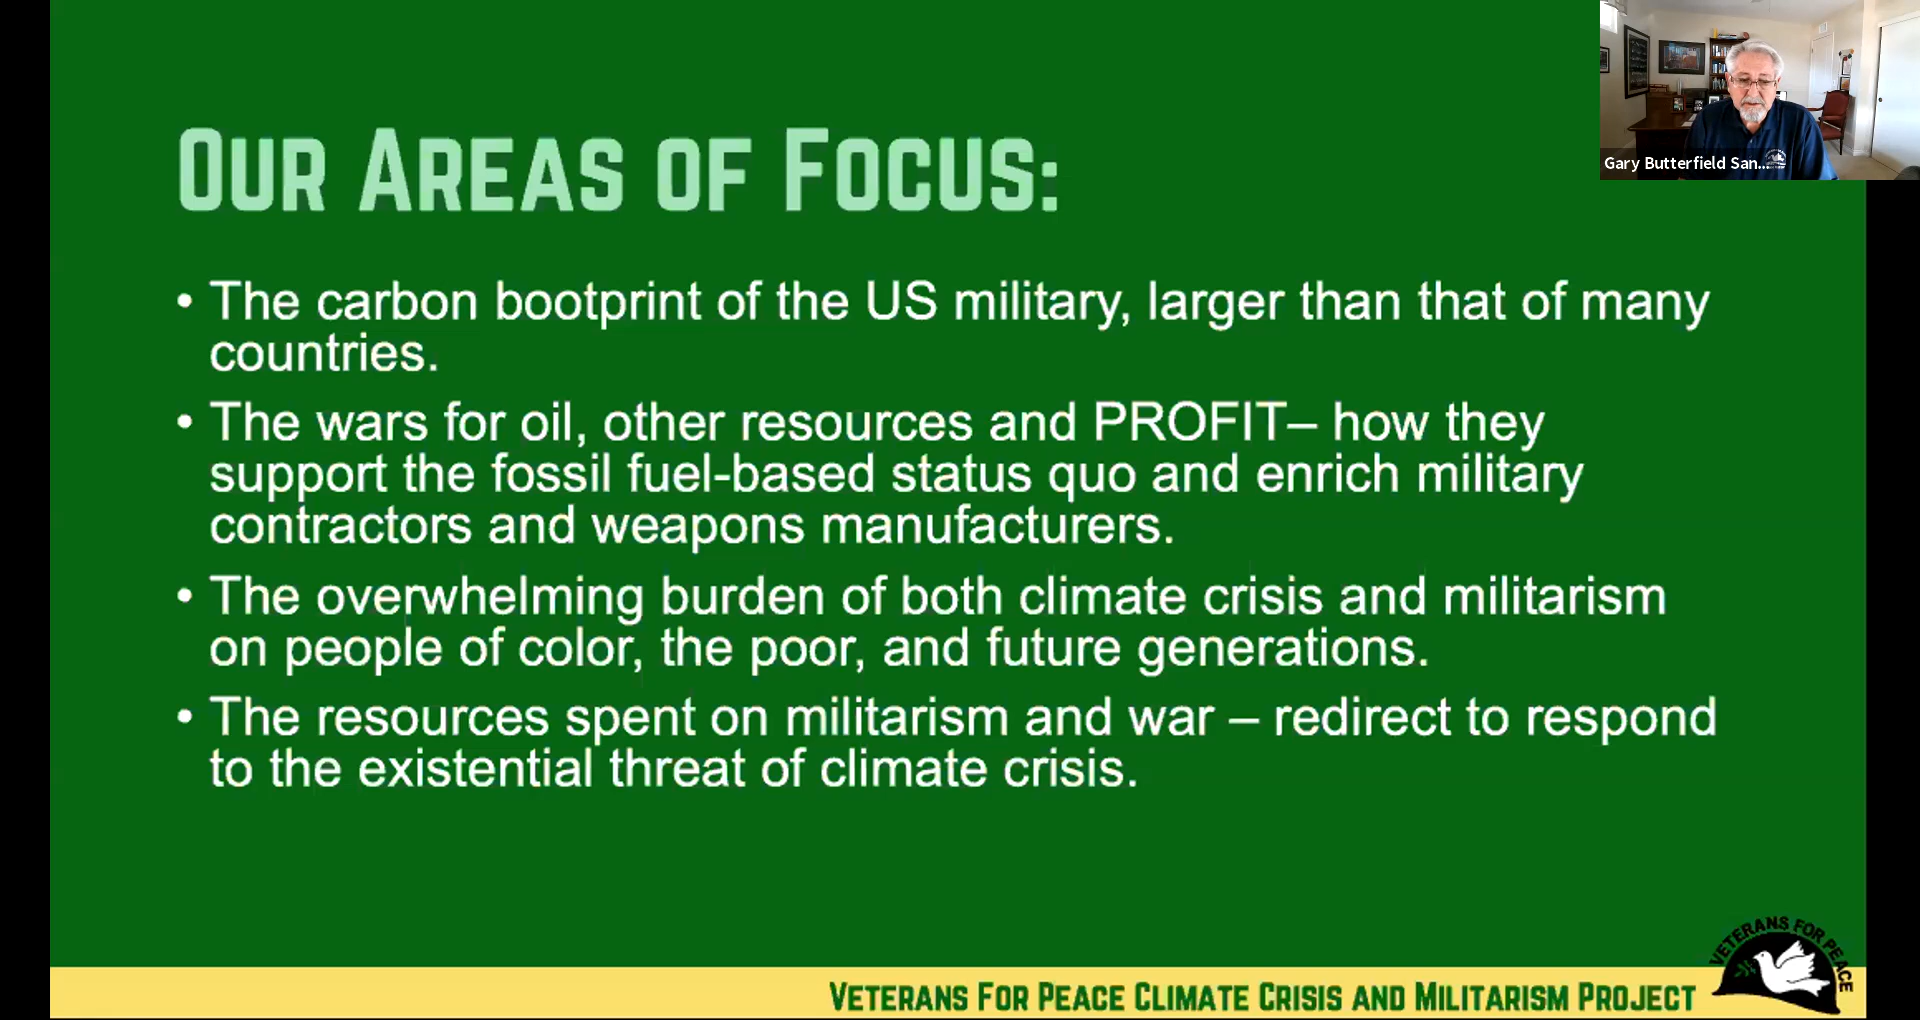 Our Areas of Focus:
Gary Butterfield San...
• The carbon bootprint of the US military, larger than that of many
countries.
• The wars for oil, other resources and PROFIT– how they
support the fossil fuel-based status quo and enrich military
contractors and weapons manufacturers.
• The overwhelming burden of both climate crisis and militarism
on people of color, the poor, and future generations.
• The resources spent on militarism and war – redirect to respond
to the existential threat of climate crisis.
Veterans For Peace Climate Crisis and Militarism Project
VETERANS FOR PEACE